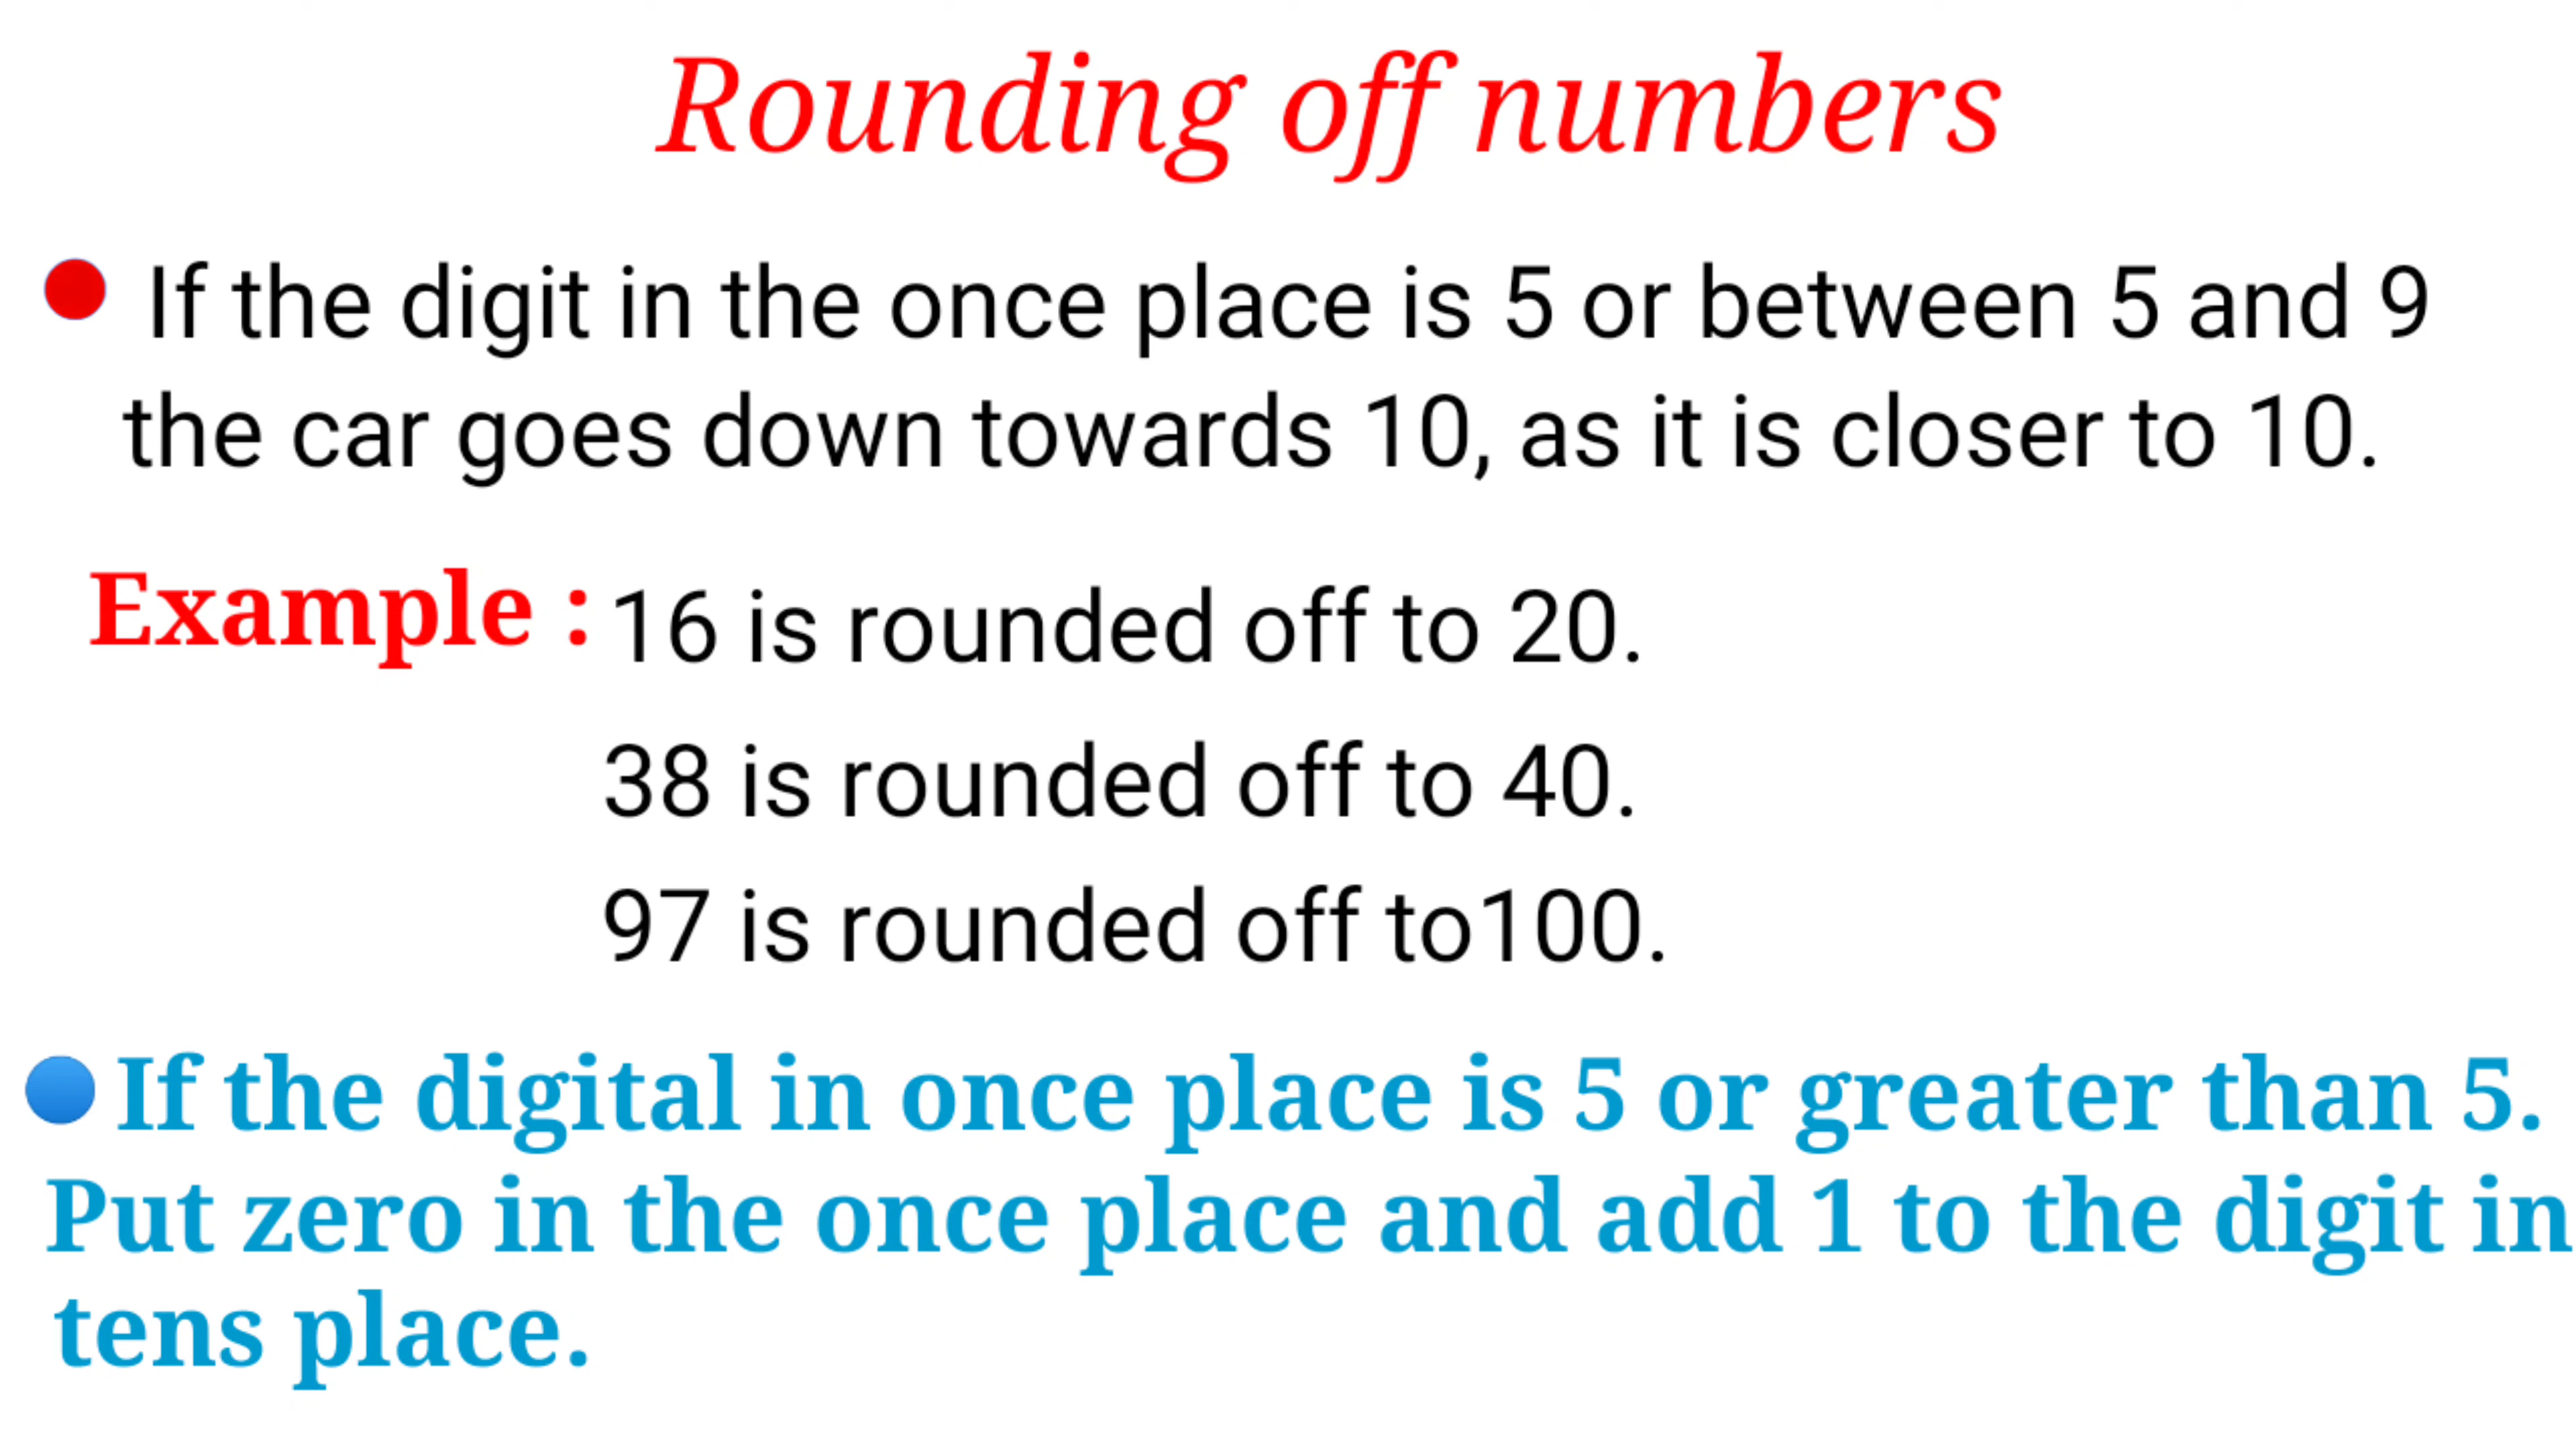 Rounding off numbers
If the digit in the once place is 5 or between 5 and 9
the car goes down towards 10, as it is closer to 10.
Example : 16 is rounded off to 20.
38 is rounded off to 40.
97 is rounded off to100.
If the digital in once place is 5 or greater than 5.
Put zero in the once place and add 1 to the digit in
tens place.